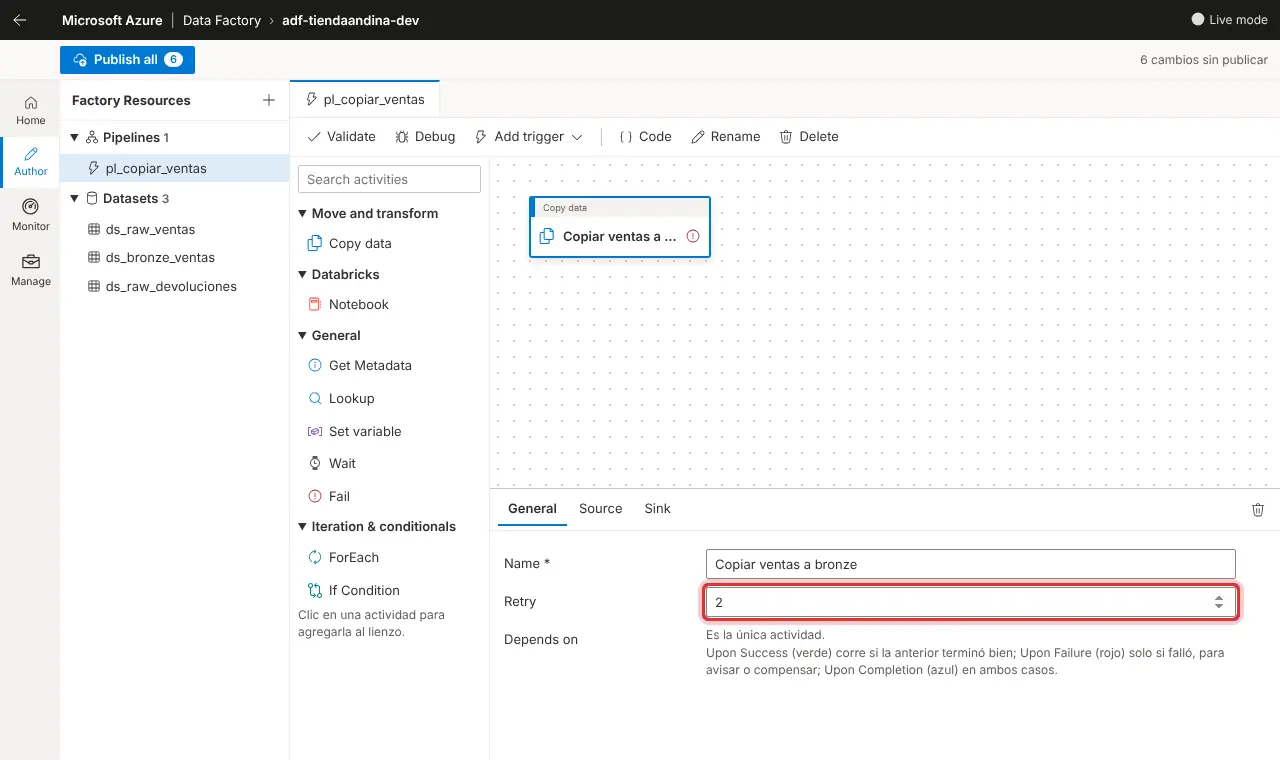 Microsoft Azure | Data Factory › adf-tiendaandina-dev
Live mode
Publish all 6
6 cambios sin publicar
Home
Author
Monitor
Manage
Factory Resources
Pipelines 1
pl_copiar_ventas
Datasets 3
ds_raw_ventas
ds_bronze_ventas
ds_raw_devoluciones
pl_copiar_ventas
Validate
Debug
Add trigger
Code
Rename
Delete
Search activities
Move and transform
Copy data
Databricks
Notebook
General
Get Metadata
Lookup
Set variable
Wait
Fail
Iteration & conditionals
ForEach
If Condition
Clic en una actividad para
agregarla al lienzo.
Copy data
Copiar ventas a ...
General
Source
Sink
Name *
Copiar ventas a bronze
Retry
2
Depends on
Es la única actividad.
Upon Success (verde) corre si la anterior terminó bien; Upon Failure (rojo) solo si falló, para
avisar o compensar; Upon Completion (azul) en ambos casos.